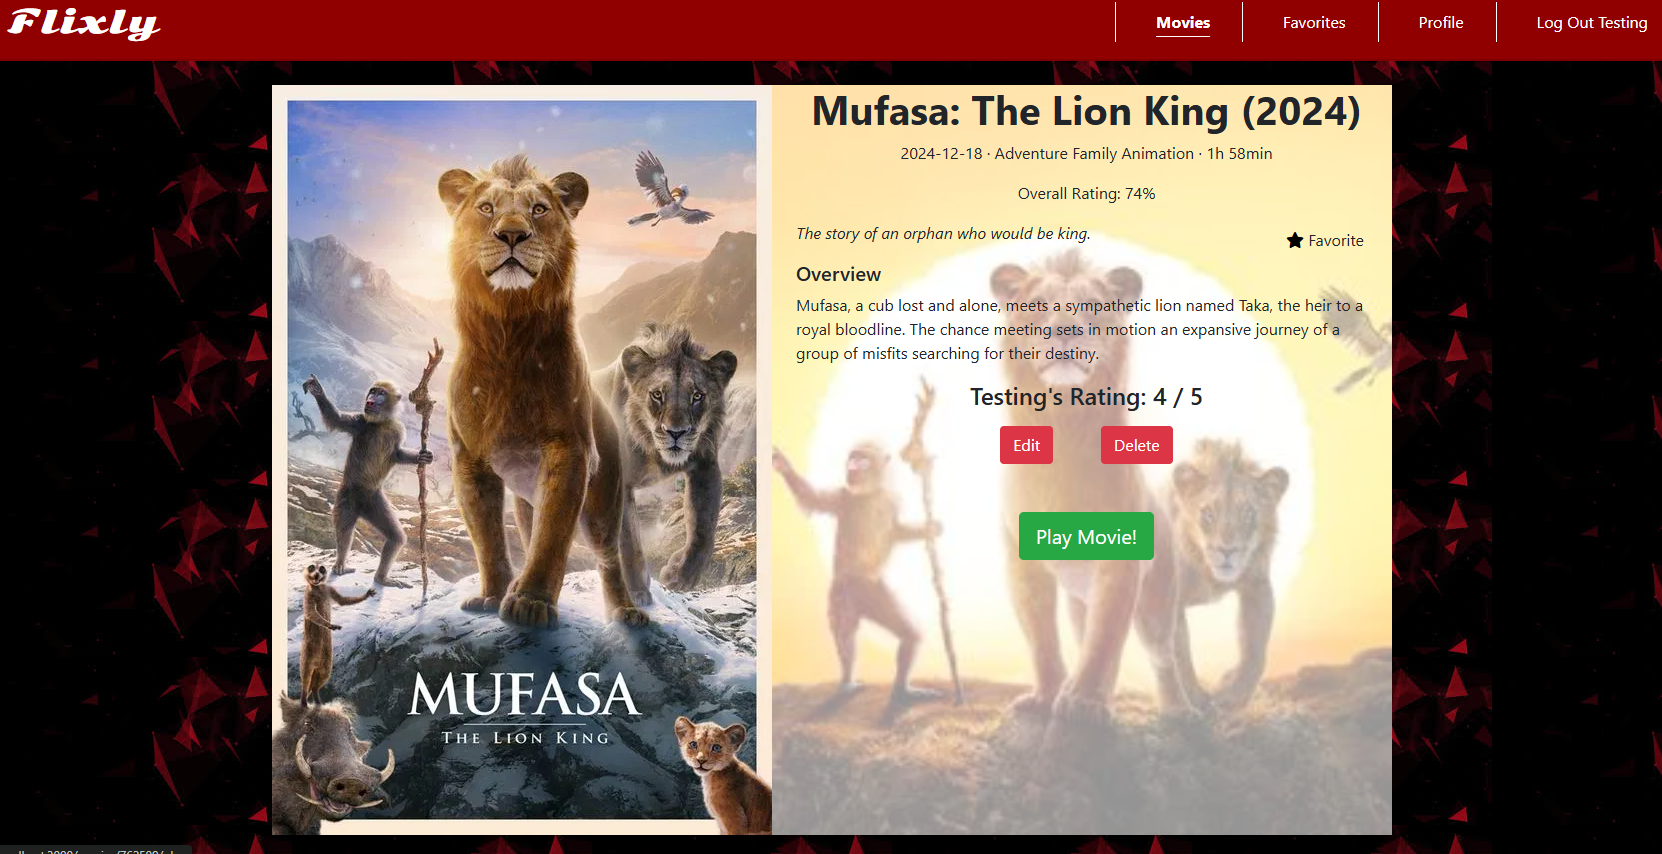 Flixly
Movies
Favorites
Profile
Log Out Testing
MUFASA
THE LION KING
Mufasa: The Lion King (2024)
2024-12-18 · Adventure Family Animation · 1h 58min
Overall Rating: 74%
The story of an orphan who would be king.
Favorite
Overview
Mufasa, a cub lost and alone, meets a sympathetic lion named Taka, the heir to a
royal bloodline. The chance meeting sets in motion an expansive journey of a
group of misfits searching for their destiny.
Testing's Rating: 4 / 5
Edit
Delete
Play Movie!